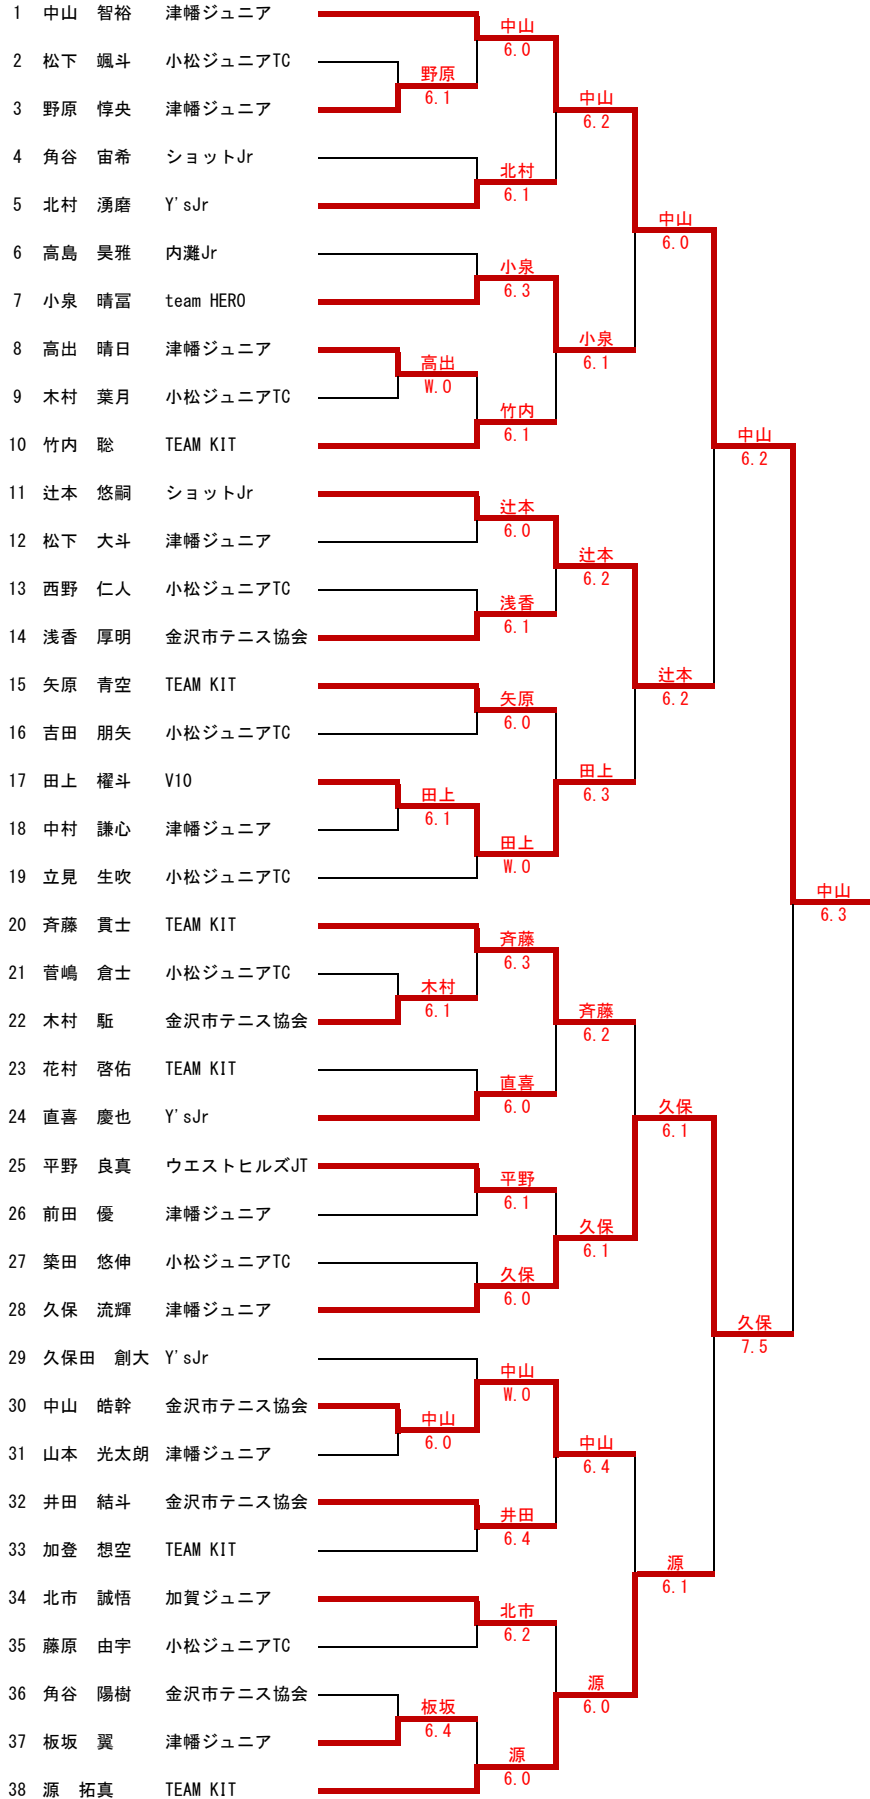 1 中山 智裕 津幡ジュニア
2 松下 颯斗 小松ジュニアTC
3 野原 惇央 津幡ジュニア
4 角谷 宙希 ショットJr
5 北村 湧磨 Y'sJr
6 高島 昊雅 内灘Jr
7 小泉 晴冨 team HERO
8 高出 晴日 津幡ジュニア
9 木村 葉月 小松ジュニアTC
10 竹内 聡 TEAM KIT
11 辻本 悠嗣 ショットJr
12 松下 大斗 津幡ジュニア
13 西野 仁人 小松ジュニアTC
14 浅香 厚明 金沢市テニス協会
15 矢原 青空 TEAM KIT
16 吉田 朋矢 小松ジュニアTC
17 田上 櫂斗 V10
18 中村 謙心 津幡ジュニア
19 立見 生吹 小松ジュニアTC
20 斉藤 貫士 TEAM KIT
21 菅嶋 倉士 小松ジュニアTC
22 木村 駈 金沢市テニス協会
23 花村 啓佑 TEAM KIT
24 直喜 慶也 Y'sJr
25 平野 良真 ウエストヒルズJT
26 前田 優 津幡ジュニア
27 築田 悠伸 小松ジュニアTC
28 久保 流輝 津幡ジュニア
29 久保田 創大 Y'sJr
30 中山 皓幹 金沢市テニス協会
31 山本 光太朗 津幡ジュニア
32 井田 結斗 金沢市テニス協会
33 加登 想空 TEAM KIT
34 北市 誠悟 加賀ジュニア
35 藤原 由宇 小松ジュニアTC
36 角谷 陽樹 金沢市テニス協会
37 板坂 翼 津幡ジュニア
38 源 拓真 TEAM KIT
野原
6.1
高出
W.0
田上
6.1
木村
6.1
中山
6.0
板坂
6.4
中山
6.0
北村
6.1
小泉
6.3
竹内
6.1
辻本
6.0
浅香
6.1
矢原
6.0
田上
W.0
斉藤
6.3
直喜
6.0
平野
6.1
久保
6.0
中山
W.0
井田
6.4
北市
6.2
源
6.0
中山
6.2
小泉
6.1
辻本
6.2
田上
6.3
斉藤
6.2
久保
6.1
中山
6.4
源
6.0
中山
6.0
辻本
6.2
久保
6.1
源
6.1
中山
6.2
久保
7.5
中山
6.3